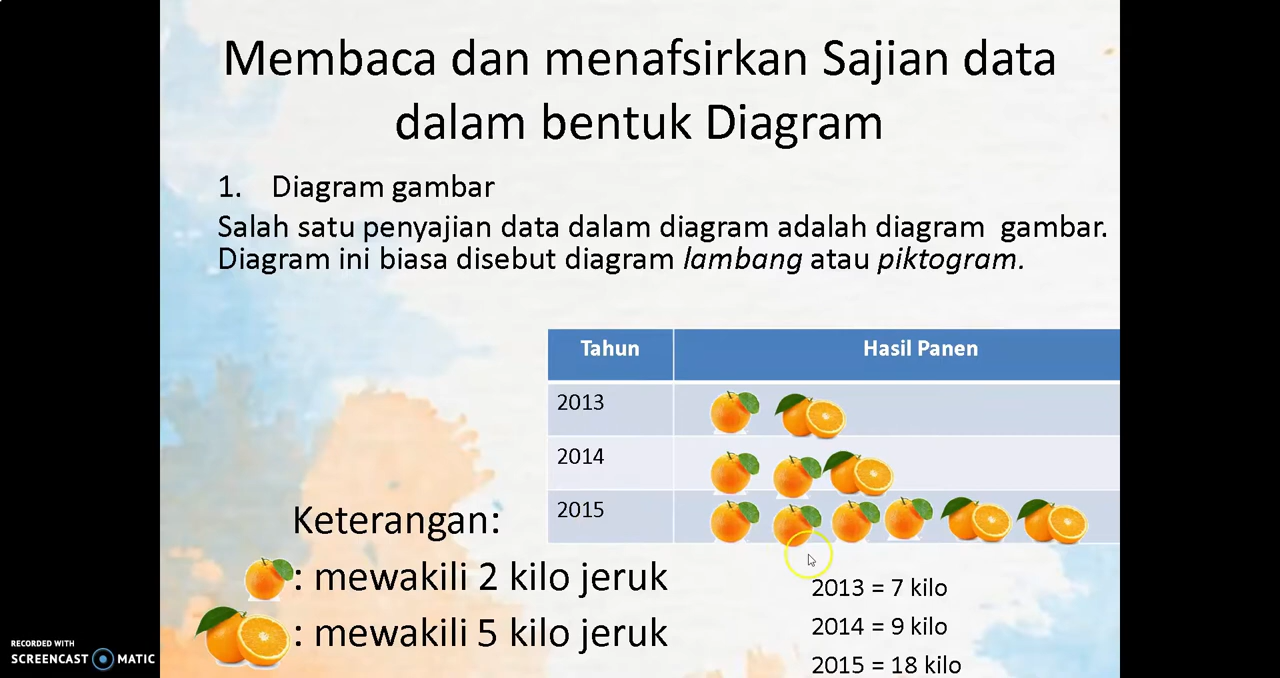 Membaca dan menafsirkan Sajian data
dalam bentuk Diagram
1. Diagram gambar
Salah satu penyajian data dalam diagram adalah diagram gambar.
Diagram ini biasa disebut diagram lambang atau piktogram.
Tahun Hasil Panen
2013
2014
2015
Keterangan:
: mewakili 2 kilo jeruk
: mewakili 5 kilo jeruk
2013 = 7 kilo
2014 = 9 kilo
2015 = 18 kilo
RECORDED WITH
SCREENCAST MATIC